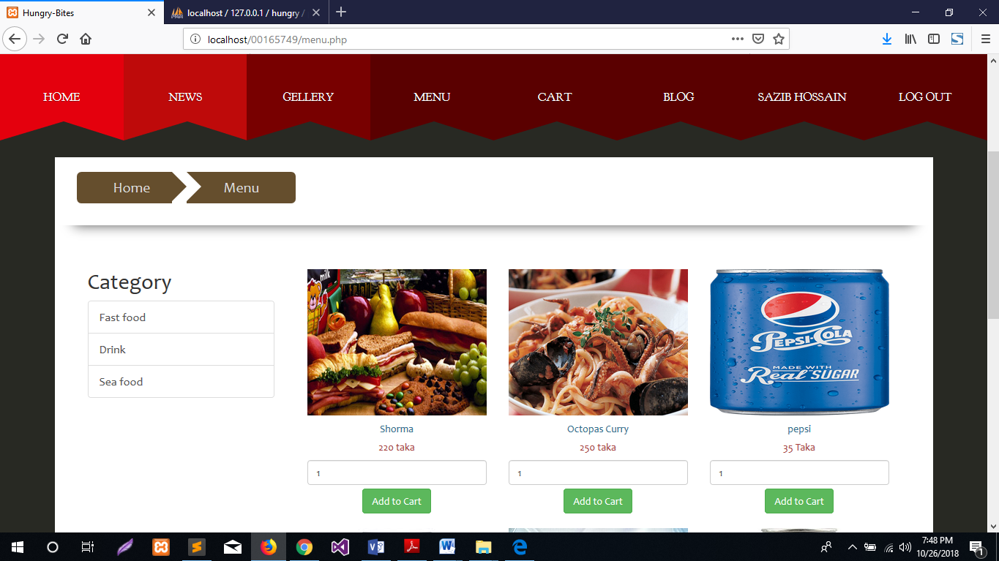 Hungry-Bites
localhost / 127.0.0.1 / hungry /
localhost/00165749/menu.php
HOME NEWS GELLERY MENU CART BLOG SAZIB HOSSAIN LOG OUT
Home Menu
Category
Fast food
Drink
Sea food
milk
PEPSI-COLA
MADE WITH
Real SUGAR
Shorma Octopas Curry pepsi
220 taka 250 taka 35 Taka
1 1 1
Add to Cart Add to Cart Add to Cart
7:48 PM
10/26/2018
1